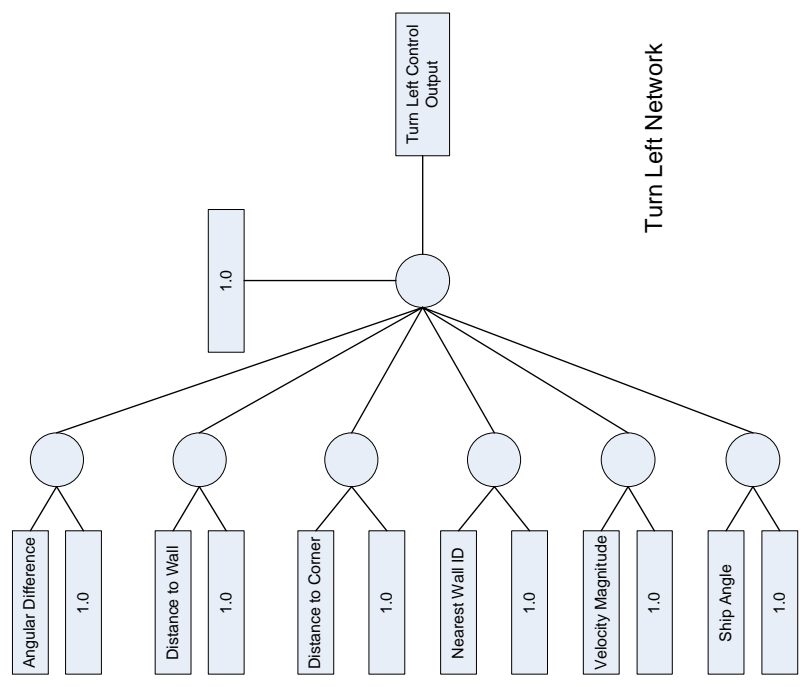 Angular Difference
1.0
Distance to Wall
1.0
Distance to Corner
1.0
Nearest Wall ID
1.0
Velocity Magnitude
1.0
Ship Angle
1.0
1.0
Turn Left Control
Output
Turn Left Network